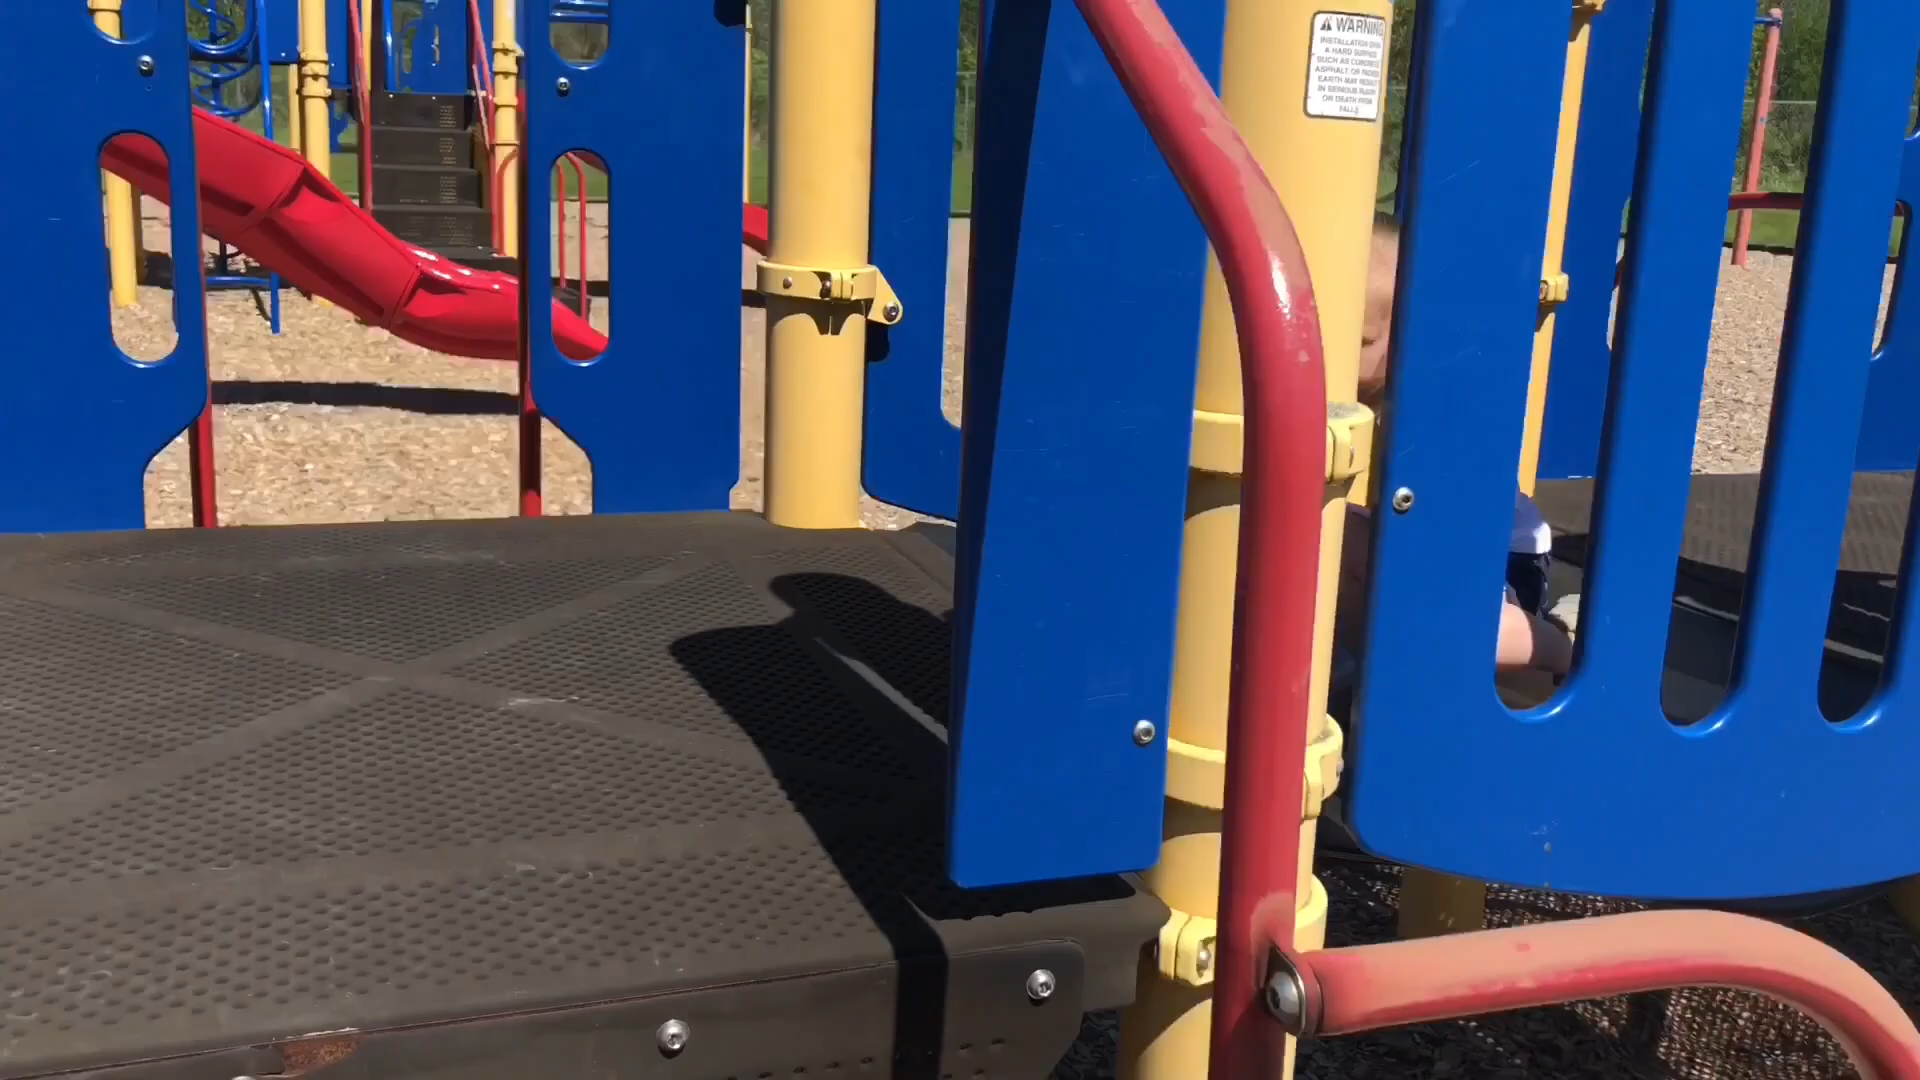 WARNING
INSTALLATION OVER
A HARD SURFACE
SUCH AS CONCRETE
ASPHALT, OR PACKED
EARTH MAY RESULT
IN SERIOUS INJURY
OR DEATH FROM
FALLS